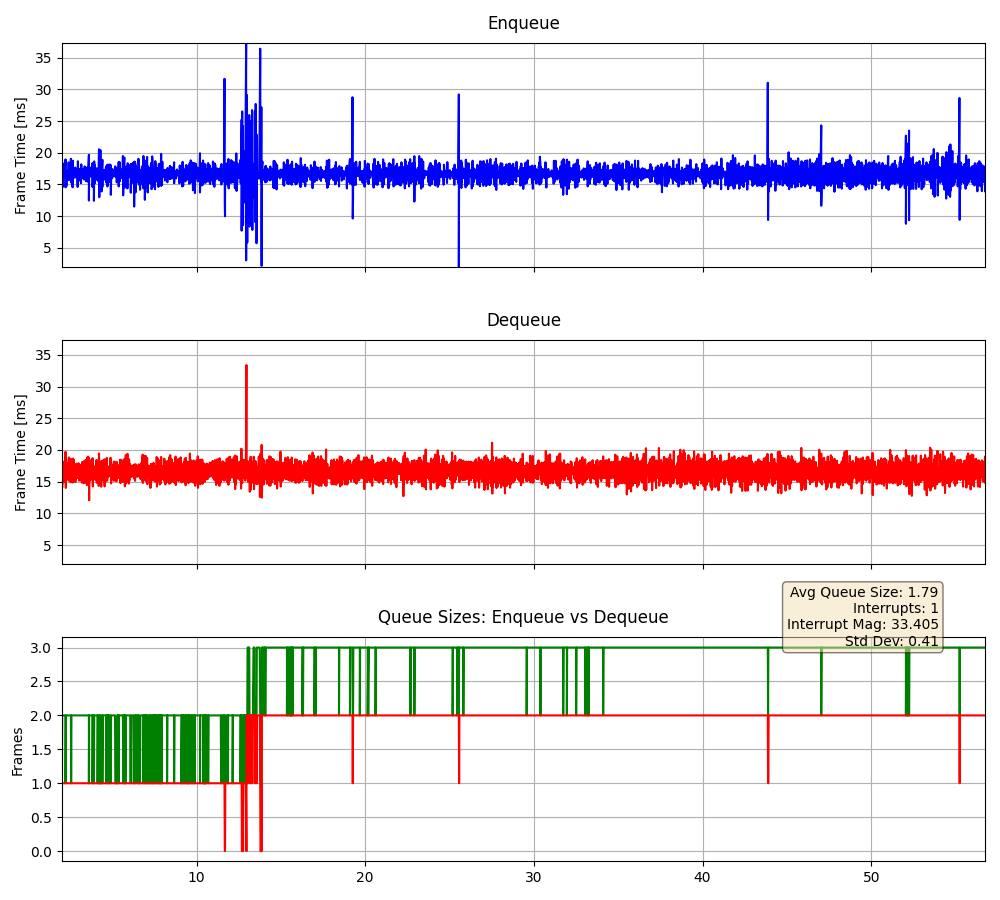 Enqueue
Frame Time [ms]
35
30
25
20
15
10
5
Dequeue
Frame Time [ms]
35
30
25
20
15
10
5
Avg Queue Size: 1.79
Interrupts: 1
Interrupt Mag: 33.405
Std Dev: 0.41
Queue Sizes: Enqueue vs Dequeue
Frames
3.0
2.5
2.0
1.5
1.0
0.5
0.0
10 20 30 40 50